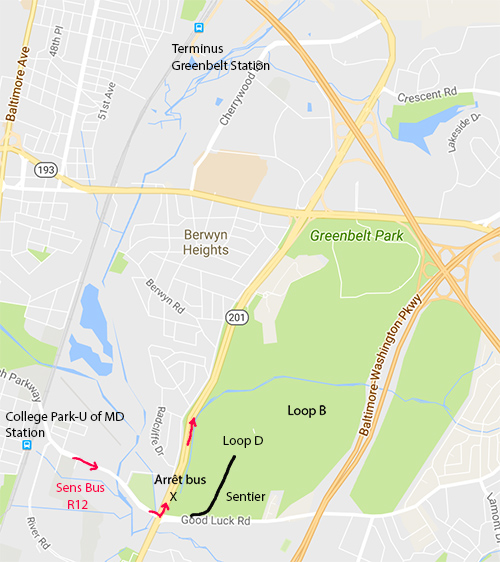 Terminus
Greenbelt Station
48th Pl
51st Ave
Baltimore Ave
Cherrywood
Crescent Rd
Lakeside Dr
193
Berwyn
Heights
Greenbelt Park
Berwyn Rd
201
Baltimore-Washington Pkwy
Radcliffe Dr
Loop B
Parkway
College Park-U of MD
Station
Loop D
Arrêt bus
X
Sens Bus
R12
Sentier
Good Luck Rd
River Rd
Lamont